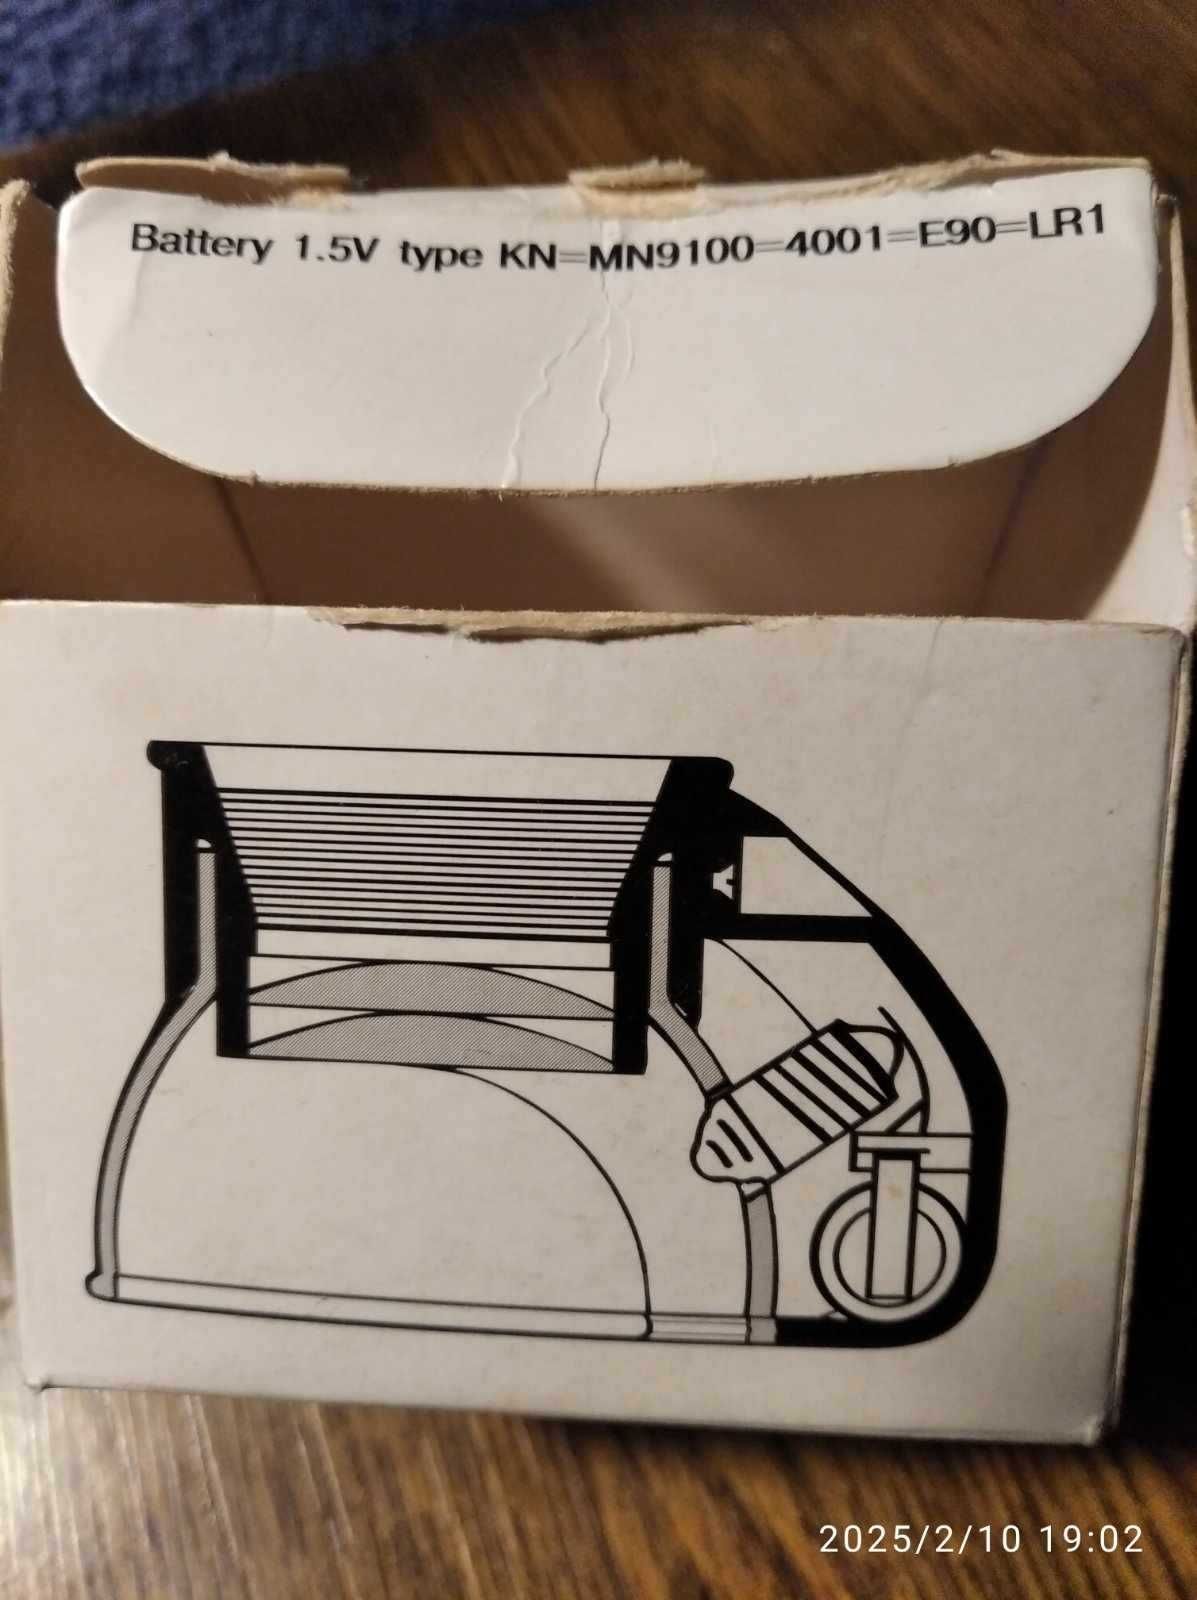 Battery 1.5V type KN=MN9100=4001=E90=LR1
2025/2/10 19:02